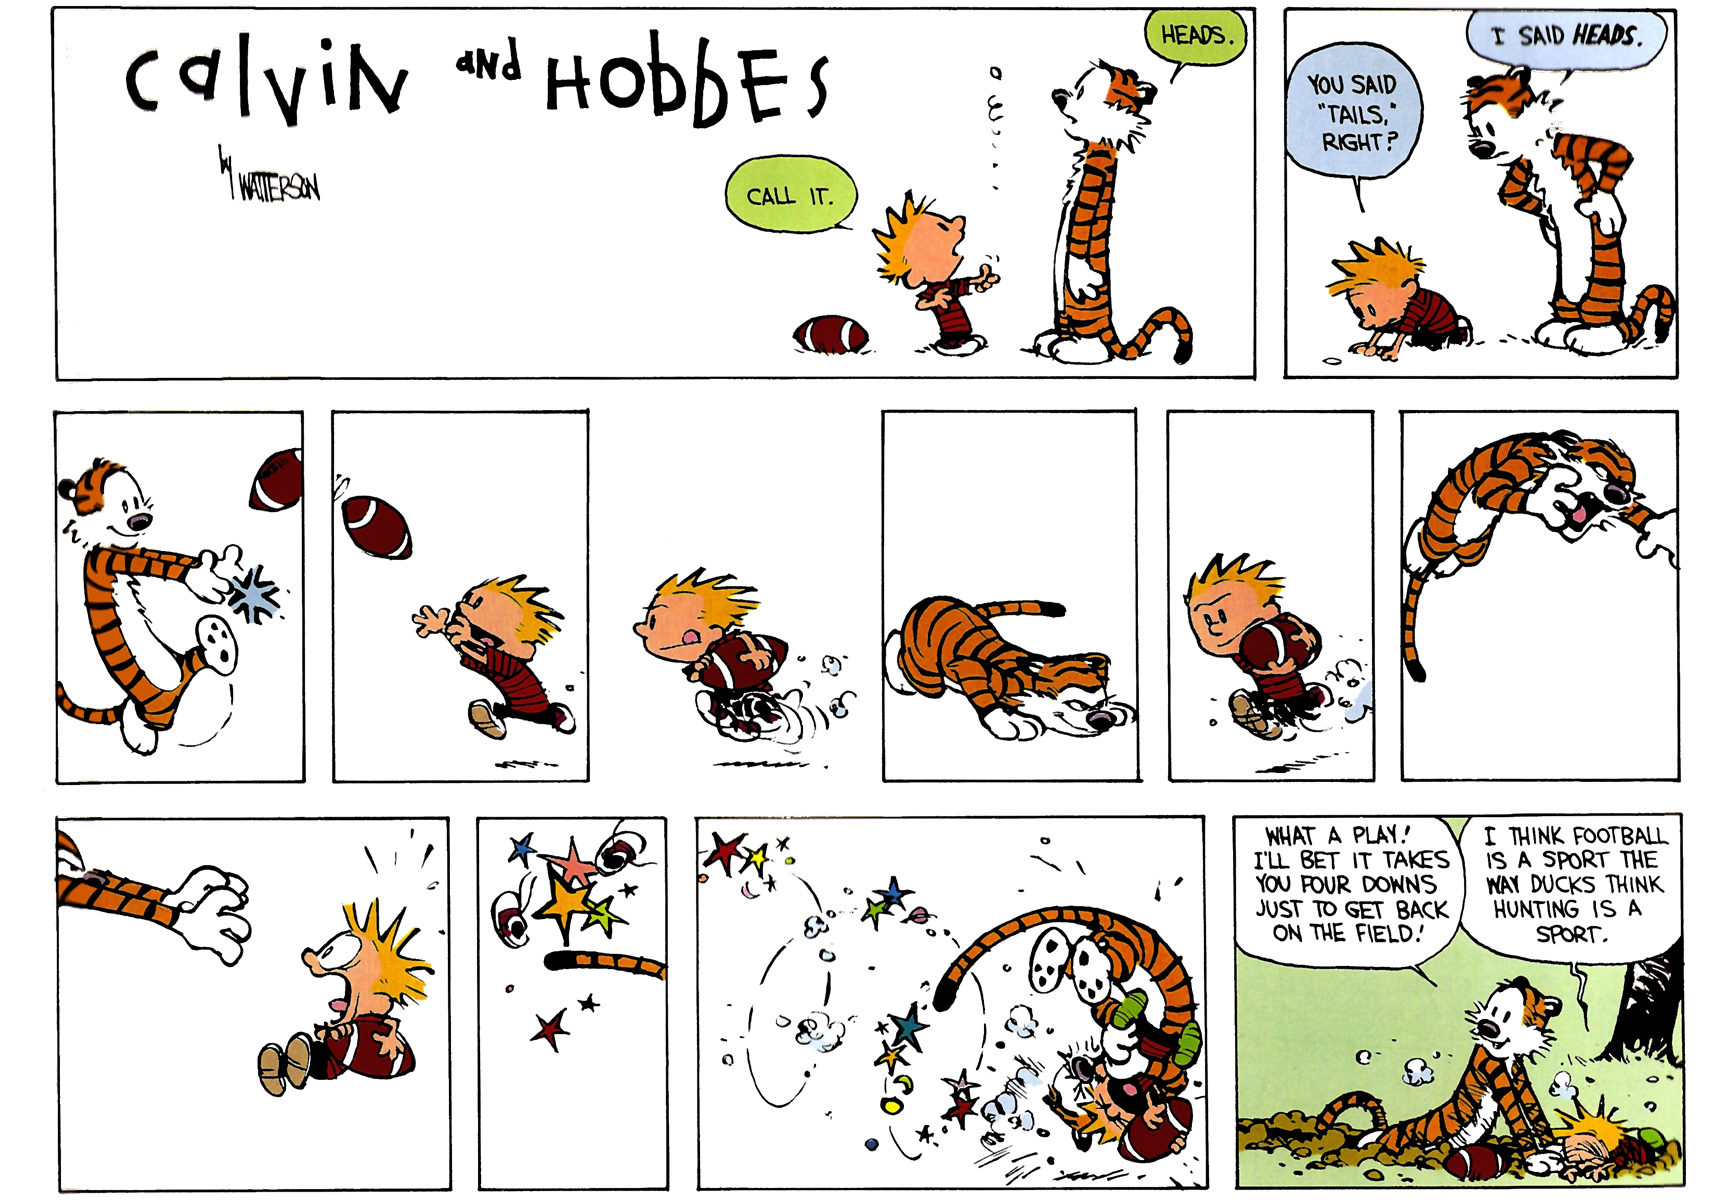 CALVIN AND HOBBES
by WATTERSON
CALL IT.
HEADS.
YOU SAID
"TAILS,"
RIGHT?
I SAID HEADS.
WHAT A PLAY!
I'LL BET IT TAKES
YOU FOUR DOWNS
JUST TO GET BACK
ON THE FIELD!
I THINK FOOTBALL
IS A SPORT THE
WAY DUCKS THINK
HUNTING IS A
SPORT.